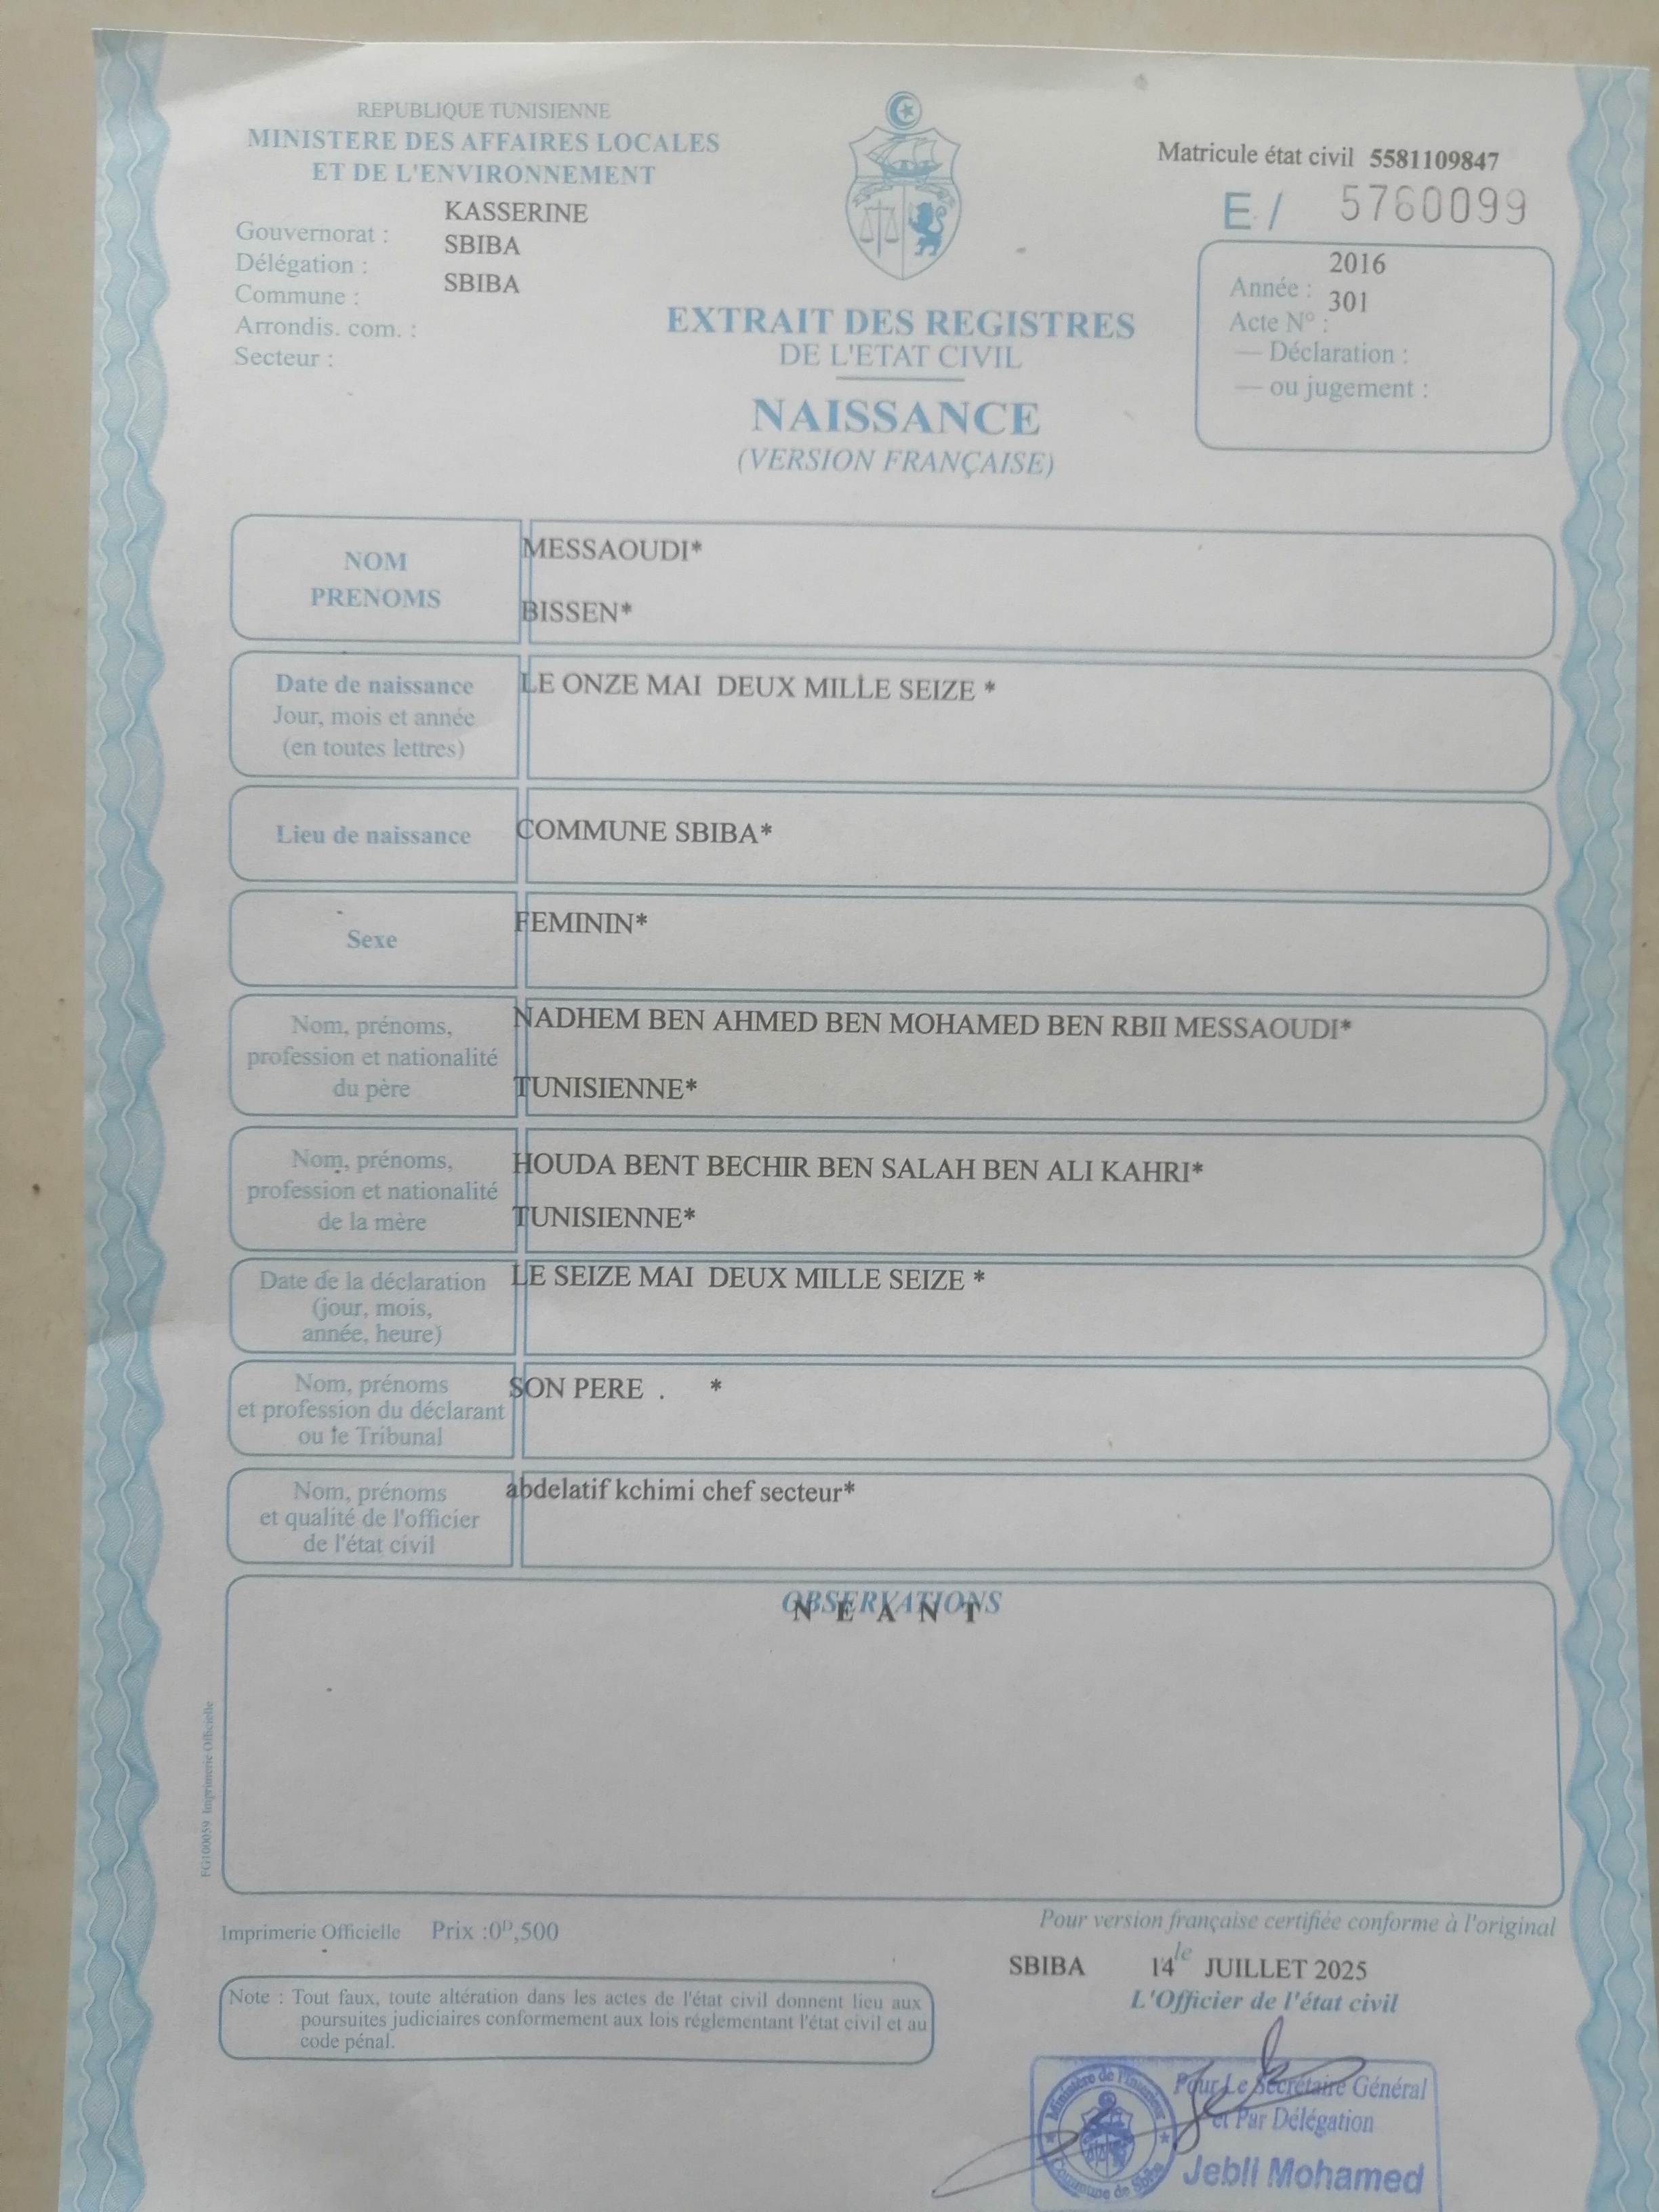 REPUBLIQUE TUNISIENNE
MINISTERE DES AFFAIRES LOCALES
ET DE L'ENVIRONNEMENT
Gouvernorat : KASSERINE
Délégation : SBIBA
Commune : SBIBA
Arrondis. com. :
Secteur :
Matricule état civil 5581109847
E / 5760099
Année : 2016
Acte N° : 301
— Déclaration :
— ou jugement :
EXTRAIT DES REGISTRES
DE L'ETAT CIVIL
NAISSANCE
(VERSION FRANÇAISE)
NOM
PRENOMS
MESSAOUDI*
BISSEN*
Date de naissance
Jour, mois et année
(en toutes lettres)
LE ONZE MAI DEUX MILLE SEIZE *
Lieu de naissance
COMMUNE SBIBA*
Sexe
FEMININ*
Nom, prénoms,
profession et nationalité
du père
NADHEM BEN AHMED BEN MOHAMED BEN RBII MESSAOUDI*
TUNISIENNE*
Nom, prénoms,
profession et nationalité
de la mère
HOUDA BENT BECHIR BEN SALAH BEN ALI KAHRI*
TUNISIENNE*
Date de la déclaration
(jour, mois,
année, heure)
LE SEIZE MAI DEUX MILLE SEIZE *
Nom, prénoms
et profession du déclarant
ou le Tribunal
SON PERE . *
Nom, prénoms
et qualité de l'officier
de l'état civil
abdelatif kchimi chef secteur*
OBSERVATIONS
N E A N T
FG100059 Imprimerie Officielle
Imprimerie Officielle Prix :0ᴰ,500
Pour version française certifiée conforme à l'original
SBIBA le 14 JUILLET 2025
L'Officier de l'état civil
Note : Tout faux, toute altération dans les actes de l'état civil donnent lieu aux
poursuites judiciaires conformement aux lois réglementant l'état civil et au
code pénal.
Ministère de l'Intérieur
Commune de Sbiba
Pour Le Secrétaire Général
et Par Délégation
Jebli Mohamed